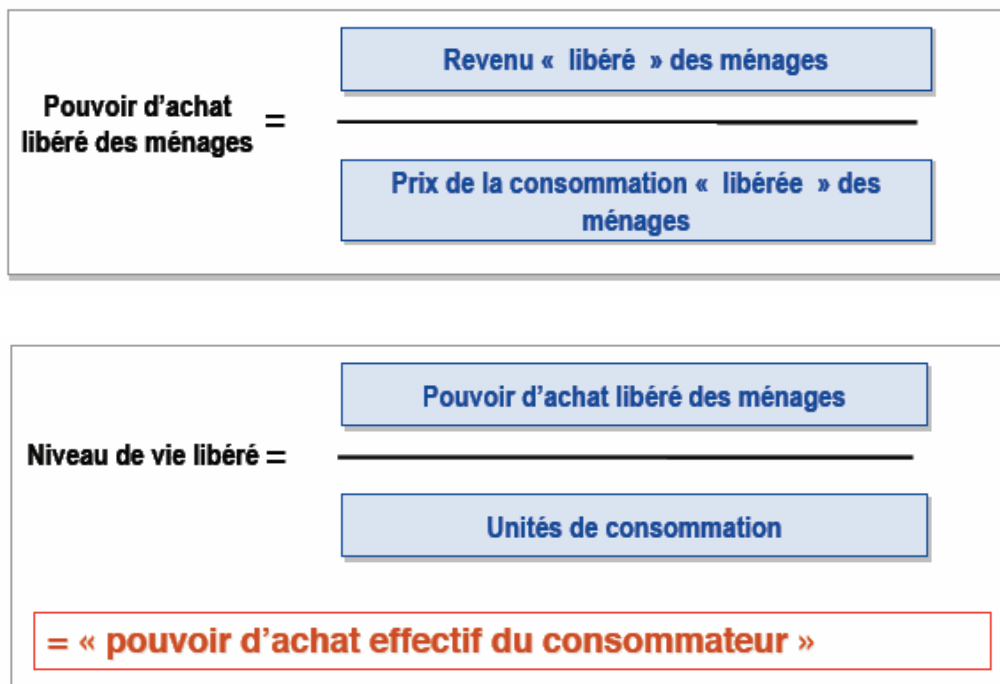 Revenu « libéré » des ménages
Pouvoir d'achat
libéré des ménages =
Prix de la consommation « libérée » des
ménages
Pouvoir d'achat libéré des ménages
Niveau de vie libéré =
Unités de consommation
= « pouvoir d'achat effectif du consommateur »